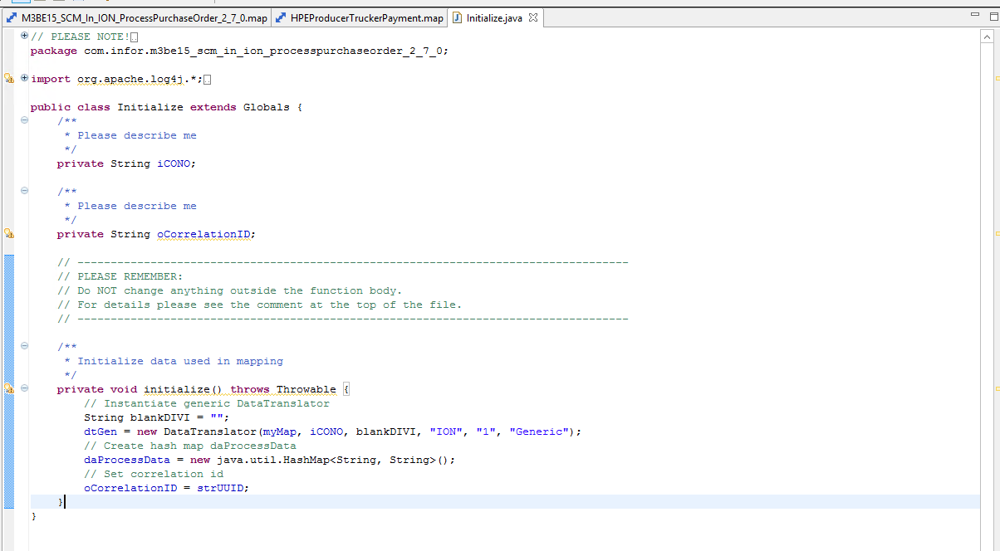 M3BE15_SCM_In_ION_ProcessPurchaseOrder_2_7_0.map HPEProducerTruckerPayment.map Initialize.java
// PLEASE NOTE!
package com.infor.m3be15_scm_in_ion_processpurchaseorder_2_7_0;
import org.apache.log4j.*;
public class Initialize extends Globals {
/**
* Please describe me
*/
private String iCONO;
/**
* Please describe me
*/
private String oCorrelationID;
// -----------------------------------------------------------------------------------
// PLEASE REMEMBER:
// Do NOT change anything outside the function body.
// For details please see the comment at the top of the file.
// -----------------------------------------------------------------------------------
/**
* Initialize data used in mapping
*/
private void initialize() throws Throwable {
// Instantiate generic DataTranslator
String blankDIVI = "";
dtGen = new DataTranslator(myMap, iCONO, blankDIVI, "ION", "1", "Generic");
// Create hash map daProcessData
daProcessData = new java.util.HashMap<String, String>();
// Set correlation id
oCorrelationID = strUUID;
}
}